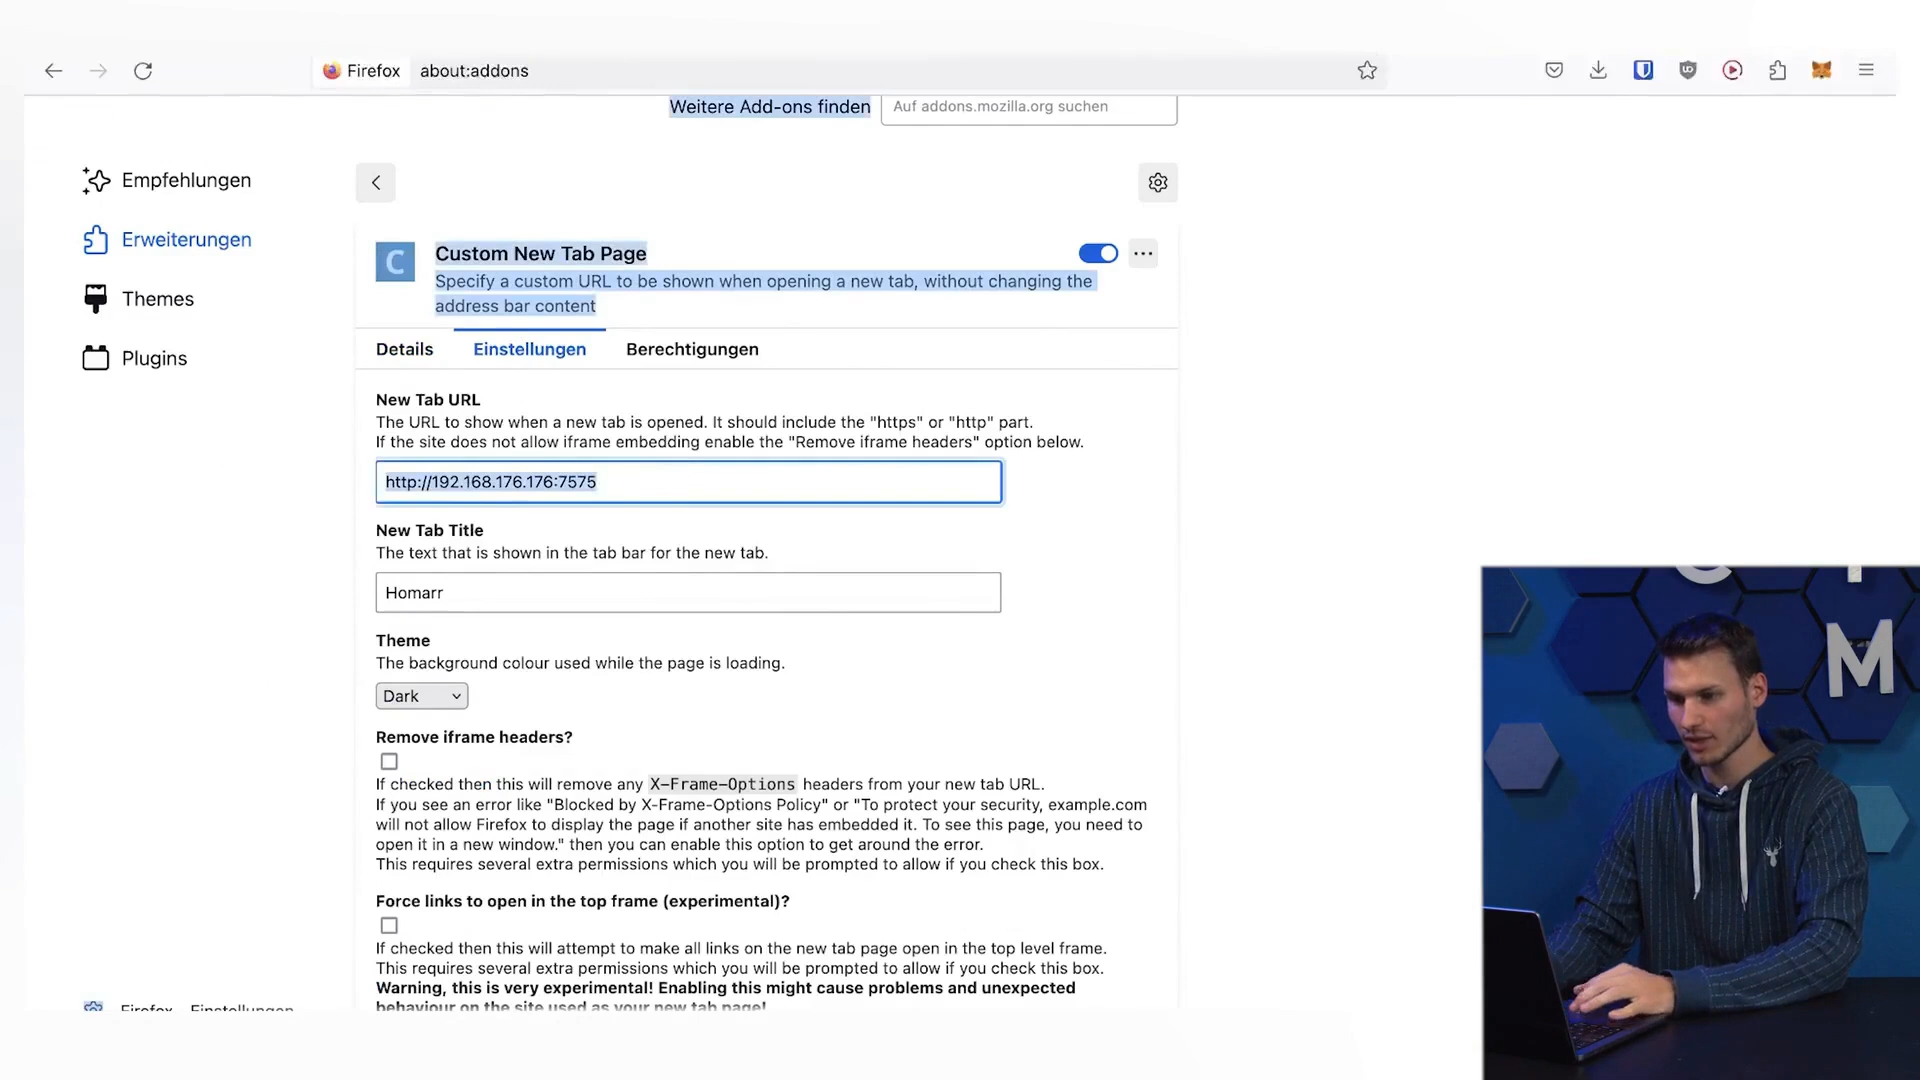 Firefox about:addons
Weitere Add-ons finden Auf addons.mozilla.org suchen
Empfehlungen
Erweiterungen
Themes
Plugins
C
Custom New Tab Page
Specify a custom URL to be shown when opening a new tab, without changing the
address bar content
Details Einstellungen Berechtigungen
New Tab URL
The URL to show when a new tab is opened. It should include the "https" or "http" part.
If the site does not allow iframe embedding enable the "Remove iframe headers" option below.
http://192.168.176.176:7575
New Tab Title
The text that is shown in the tab bar for the new tab.
Homarr
Theme
The background colour used while the page is loading.
Dark
Remove iframe headers?
If checked then this will remove any X-Frame-Options headers from your new tab URL.
If you see an error like "Blocked by X-Frame-Options Policy" or "To protect your security, example.com
will not allow Firefox to display the page if another site has embedded it. To see this page, you need to
open it in a new window." then you can enable this option to get around the error.
This requires several extra permissions which you will be prompted to allow if you check this box.
Force links to open in the top frame (experimental)?
If checked then this will attempt to make all links on the new tab page open in the top level frame.
This requires several extra permissions which you will be prompted to allow if you check this box.
Warning, this is very experimental! Enabling this might cause problems and unexpected
behaviour on the site used as your new tab page!
Firefox - Einstellungen
M